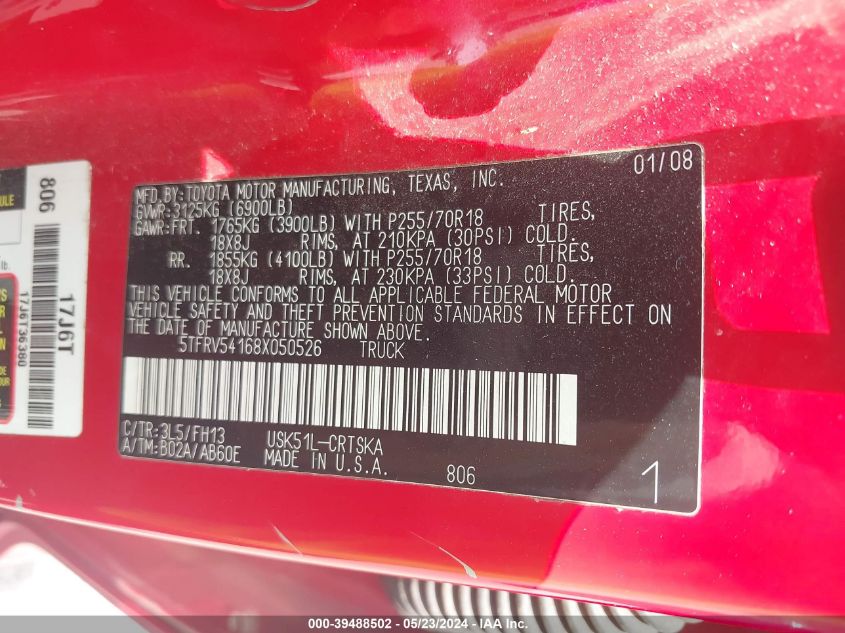 01/08
MFD. BY: TOYOTA MOTOR MANUFACTURING, TEXAS, INC.
GVWR: 3125KG (6900LB)
GAWR: FRT. 1765KG (3900LB) WITH P255/70R18 TIRES,
18X8J RIMS, AT 210KPA (30PSI) COLD.
RR. 1855KG (4100LB) WITH P255/70R18 TIRES,
18X8J RIMS, AT 230KPA (33PSI) COLD.
THIS VEHICLE CONFORMS TO ALL APPLICABLE FEDERAL MOTOR
VEHICLE SAFETY AND THEFT PREVENTION STANDARDS IN EFFECT ON
THE DATE OF MANUFACTURE SHOWN ABOVE.
5TFRV54168X050526 TRUCK
C/TR: 3L5/FH13 USK51L-CRTSKA
A/TM: B02A/AB60E MADE IN U.S.A. 806
1
806
17J6T
17J6T36380
lb.
000-39488502 - 05/23/2024 - IAA Inc.